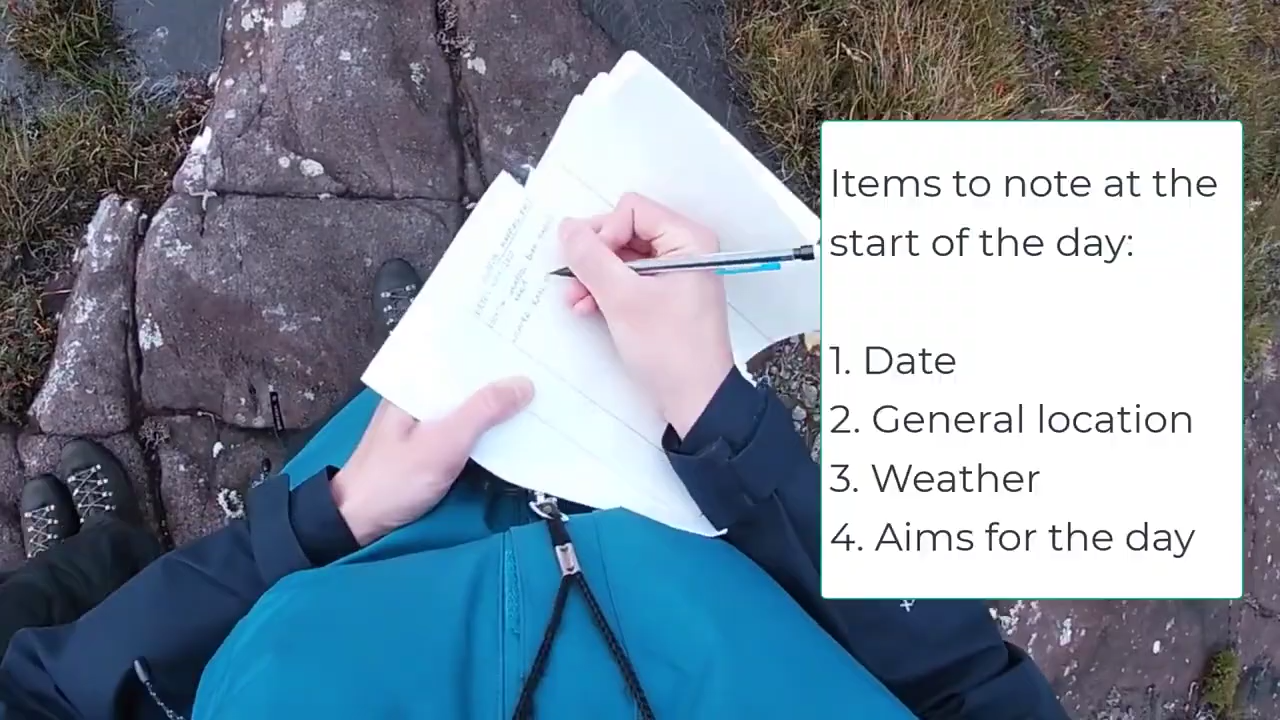 Items to note at the
start of the day:
1. Date
2. General location
3. Weather
4. Aims for the day